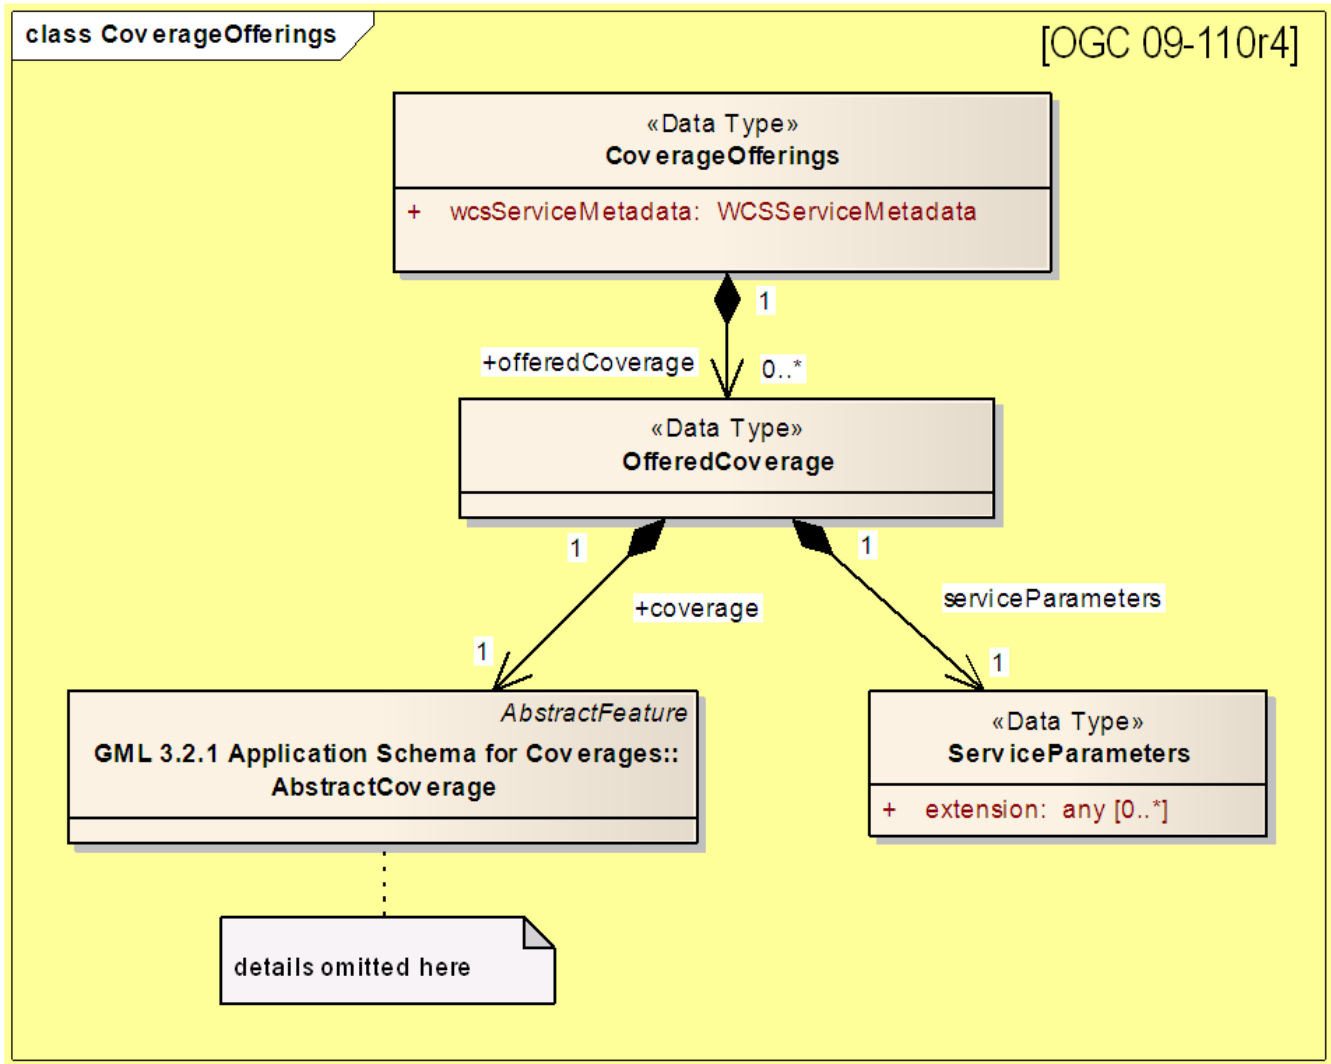 class CoverageOfferings
[OGC 09-110r4]
«Data Type»
CoverageOfferings
+ wcsServiceMetadata: WCSServiceMetadata
1
+offeredCoverage
0..*
«Data Type»
OfferedCoverage
1
1
+coverage
serviceParameters
1
1
AbstractFeature
GML 3.2.1 Application Schema for Coverages::
AbstractCoverage
«Data Type»
ServiceParameters
+ extension: any [0..*]
details omitted here